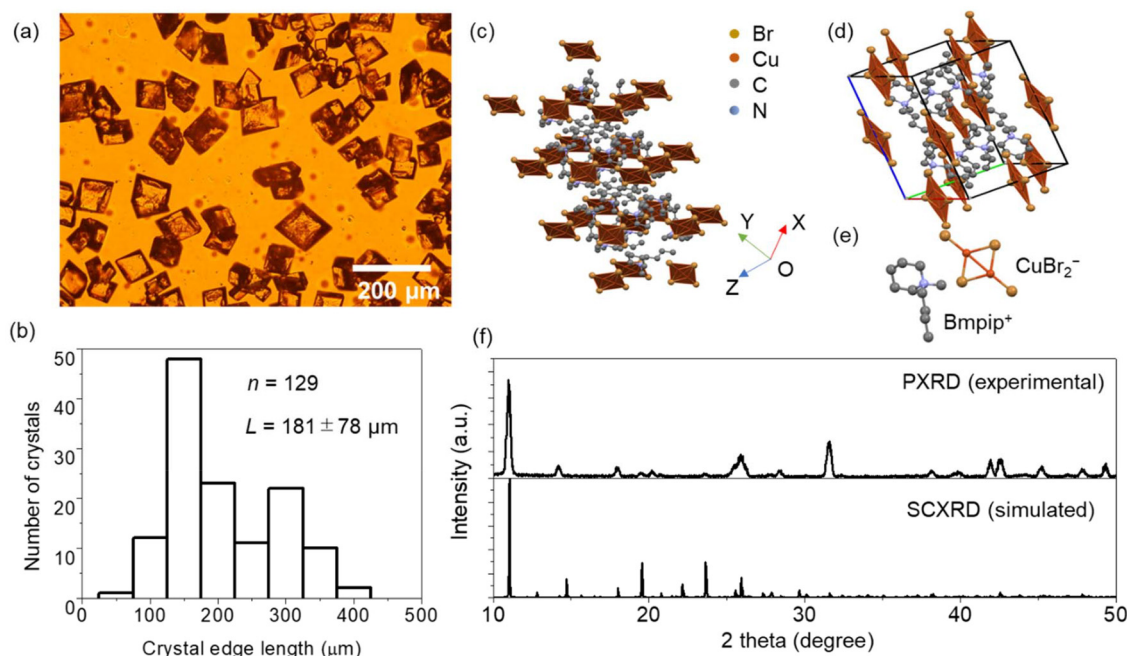 (a)
200 µm
(b)
Number of crystals
50
40
30
20
10
0
n = 129
L = 181 ± 78 µm
0 100 200 300 400 500
Crystal edge length (µm)
(c)
Br
Cu
C
N
Y
X
Z
O
(d)
(e)
CuBr₂⁻
Bmpip⁺
(f)
Intensity (a.u.)
PXRD (experimental)
SCXRD (simulated)
10 20 30 40 50
2 theta (degree)